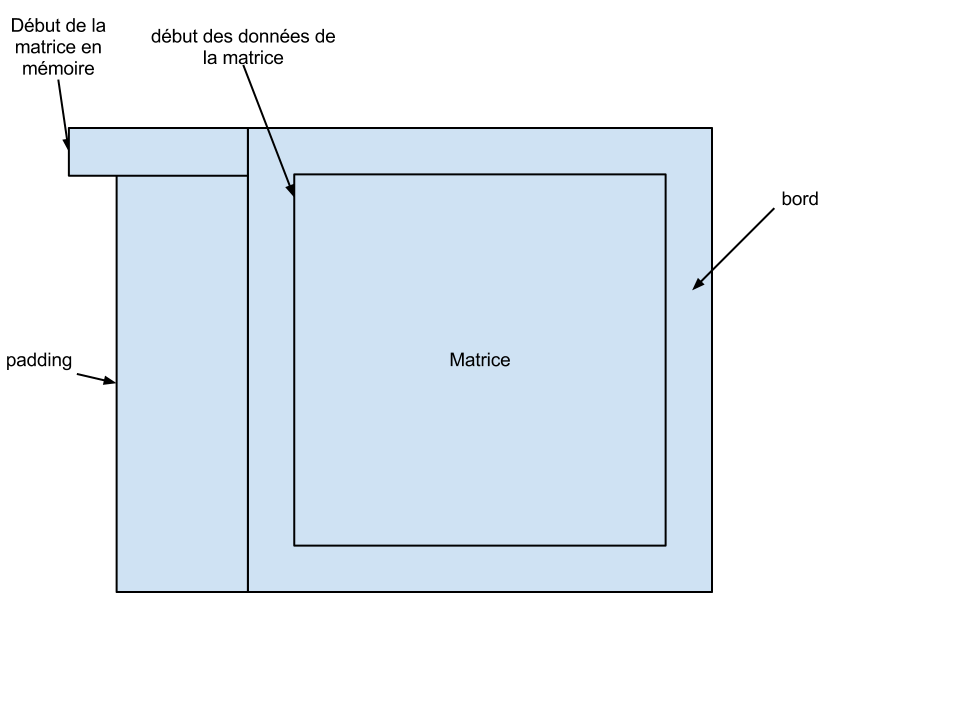 Début de la
matrice en
mémoire
début des données de
la matrice
bord
padding
Matrice